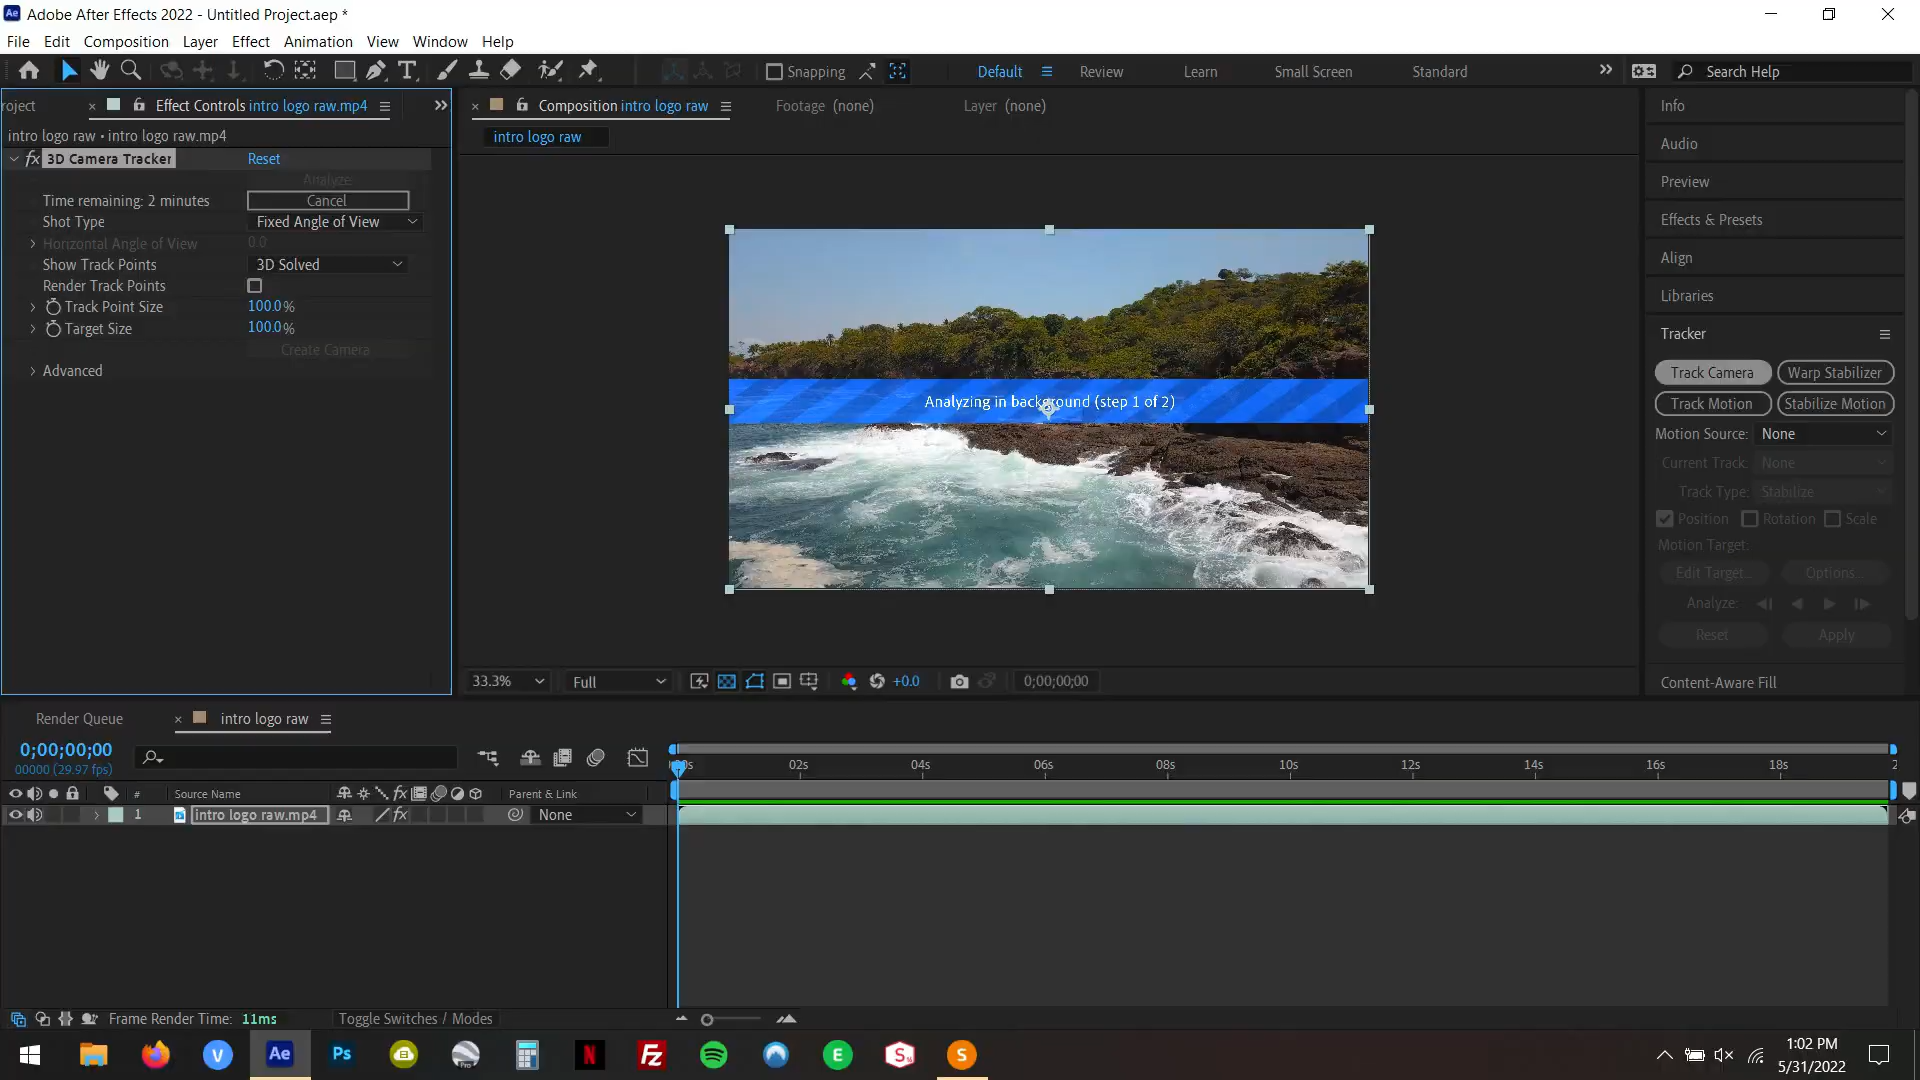 Adobe After Effects 2022 - Untitled Project.aep *
File Edit Composition Layer Effect Animation View Window Help
Snapping Default Review Learn Small Screen Standard Search Help
roject Effect Controls intro logo raw.mp4
Composition intro logo raw Footage (none) Layer (none)
intro logo raw • intro logo raw.mp4
intro logo raw
fx 3D Camera Tracker Reset
Analyze
Time remaining: 2 minutes Cancel
Shot Type Fixed Angle of View
Horizontal Angle of View 0.0
Show Track Points 3D Solved
Render Track Points
Track Point Size 100.0%
Target Size 100.0%
Create Camera
Advanced
Analyzing in background (step 1 of 2)
33.3% Full +0.0 0;00;00;00
Info
Audio
Preview
Effects & Presets
Align
Libraries
Tracker
Track Camera Warp Stabilizer
Track Motion Stabilize Motion
Motion Source: None
Current Track: None
Track Type: Stabilize
Position Rotation Scale
Motion Target:
Edit Target... Options...
Analyze:
Reset Apply
Content-Aware Fill
Render Queue intro logo raw
0;00;00;00
00000 (29.97 fps)
02s 04s 06s 08s 10s 12s 14s 16s 18s
# Source Name fx Parent & Link
1 intro logo raw.mp4 fx None
Frame Render Time: 11ms Toggle Switches / Modes
V Ae Ps Pro N Fz E S S
1:02 PM
5/31/2022